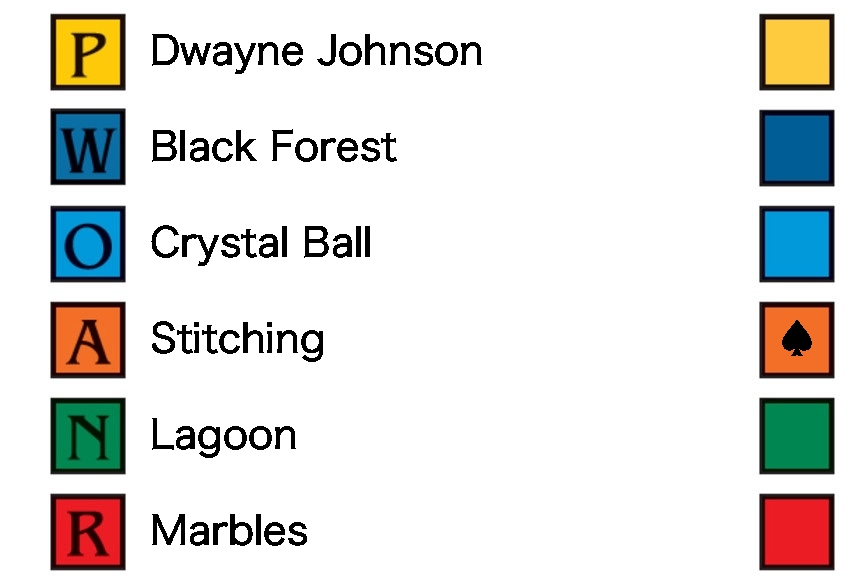 P Dwayne Johnson
W Black Forest
O Crystal Ball
A Stitching ♠
N Lagoon
R Marbles